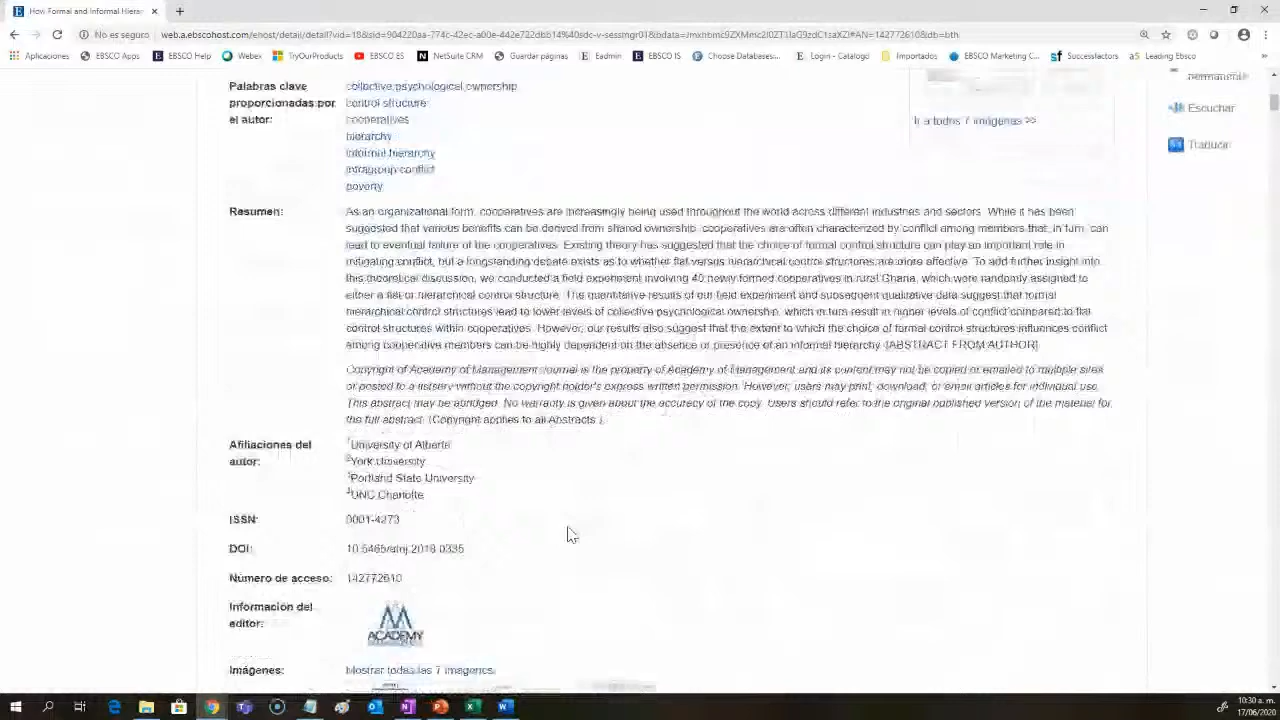 How Formal and Informal Hierar
No es seguro
Aplicaciones
EBSCO Apps
EBSCO Help
Webex
TryOurProducts
EBSCO ES
NetSuite CRM
Guardar páginas
Eadmin
EBSCO IS
Choose Databases:...
Login - Catalogo
Importados
EBSCO Marketing C...
Successfactors
Leading Ebsco
Palabras clave
proporcionadas por
el autor:
collective psychological ownership
control structure
cooperatives
hierarchy
informal hierarchy
intragroup conflict
poverty
Ir a todas 7 imágenes >>
Escuchar
Traducir
Resumen:
As an organizational form, cooperatives are increasingly being used throughout the world across different industries and sectors. While it has been
suggested that various benefits can be derived from shared ownership, cooperatives are often characterized by conflict among members that, in turn, can
lead to eventual failure of the cooperatives. Existing theory has suggested that the choice of formal control structure can play an important role in
mitigating conflict, but a longstanding debate exists as to whether flat versus hierarchical control structures are more effective. To add further insight into
this theoretical discussion, we conducted a field experiment involving 40 newly formed cooperatives in rural Ghana, which were randomly assigned to
either a flat or hierarchical control structure. The quantitative results of our field experiment and subsequent qualitative data suggest that formal
hierarchical control structures lead to lower levels of collective psychological ownership, which in turn result in higher levels of conflict compared to flat
control structures within cooperatives. However, our results also suggest that the extent to which the choice of formal control structures influences conflict
among cooperative members can be highly dependent on the absence or presence of an informal hierarchy. [ABSTRACT FROM AUTHOR]
Copyright of Academy of Management Journal is the property of Academy of Management and its content may not be copied or emailed to multiple sites
or posted to a listserv without the copyright holder's express written permission. However, users may print, download, or email articles for individual use.
This abstract may be abridged. No warranty is given about the accuracy of the copy. Users should refer to the original published version of the material for
the full abstract. (Copyright applies to all Abstracts.)
Afiliaciones del
autor:
1University of Alberta
2York University
3Portland State University
4UNC Charlotte
ISSN:
0001-4273
DOI:
10.5465/amj.2018.0335
Número de acceso:
142772610
Información del
editor:
ACADEMY
Imágenes:
Mostrar todas las 7 imágenes
10:30 a. m.
17/06/2020